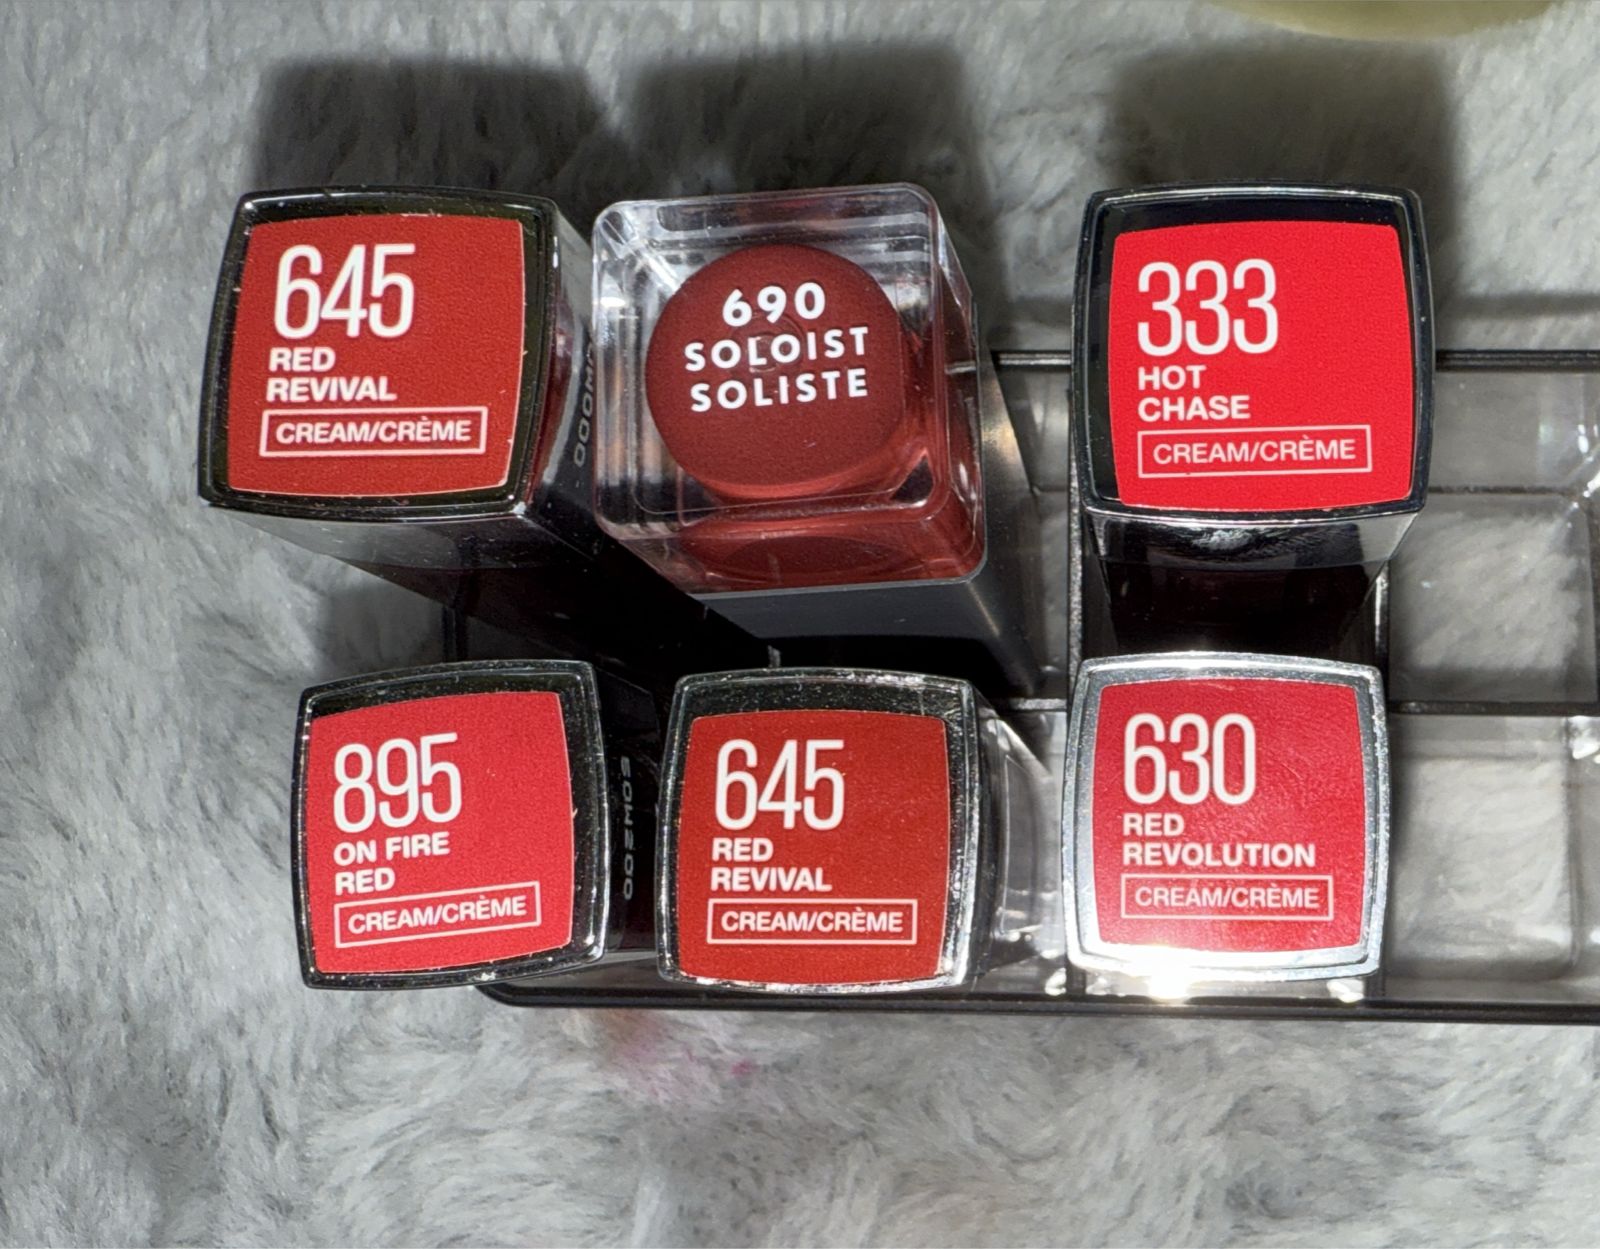 645
RED
REVIVAL
CREAM/CRÈME
690
SOLOIST
SOLISTE
333
HOT
CHASE
CREAM/CRÈME
895
ON FIRE
RED
CREAM/CRÈME
645
RED
REVIVAL
CREAM/CRÈME
630
RED
REVOLUTION
CREAM/CRÈME